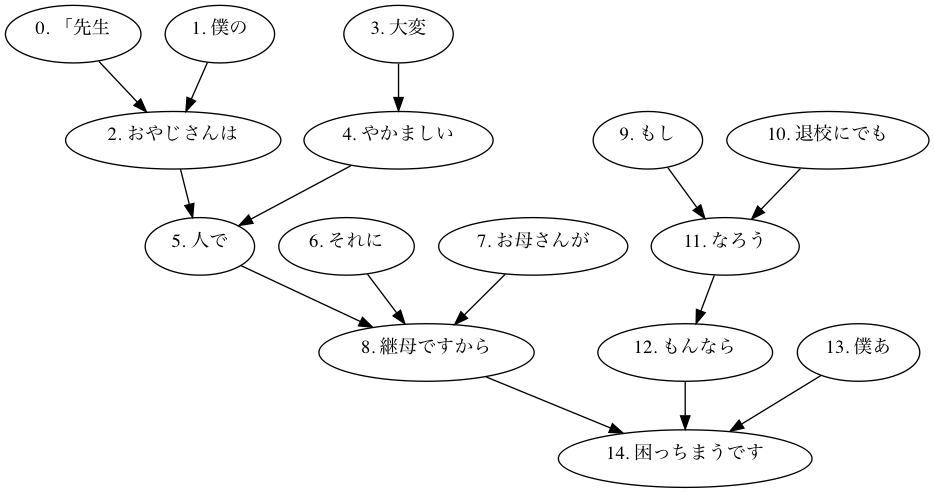 0. 「先生
1. 僕の
3. 大変
2. おやじさんは
4. やかましい
9. もし
10. 退校にでも
5. 人で
6. それに
7. お母さんが
11. なろう
8. 継母ですから
12. もんなら
13. 僕あ
14. 困っちまうです